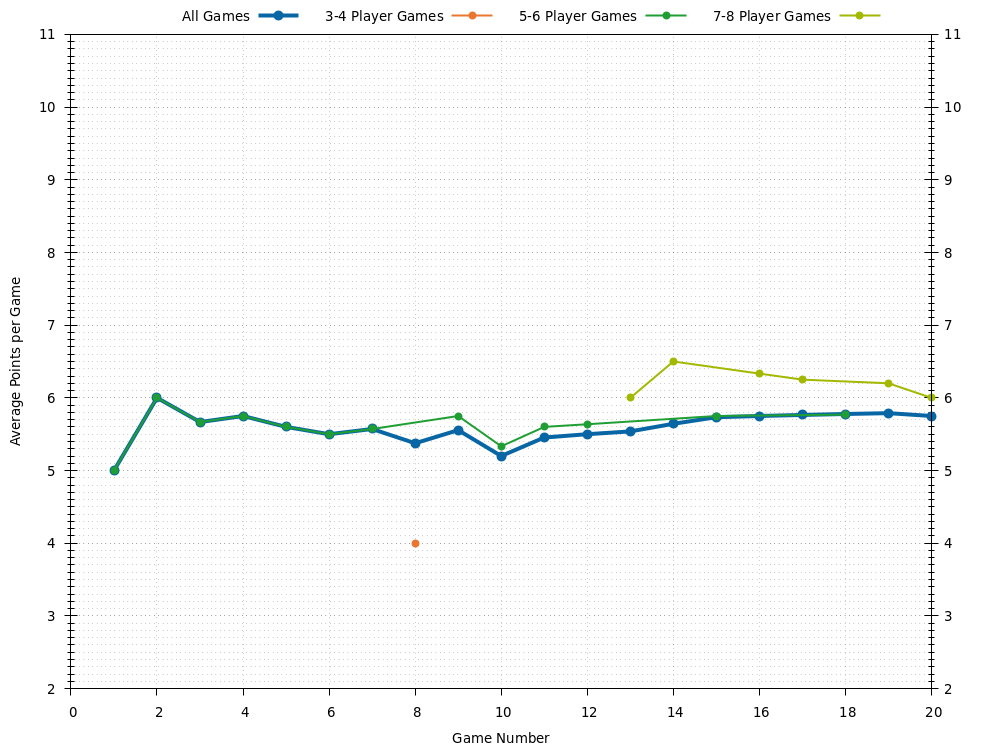 All Games 3-4 Player Games 5-6 Player Games 7-8 Player Games
11 11
10 10
9 9
8 8
7 7
6 6
5 5
4 4
3 3
2 2
Average Points per Game
0 2 4 6 8 10 12 14 16 18 20
Game Number